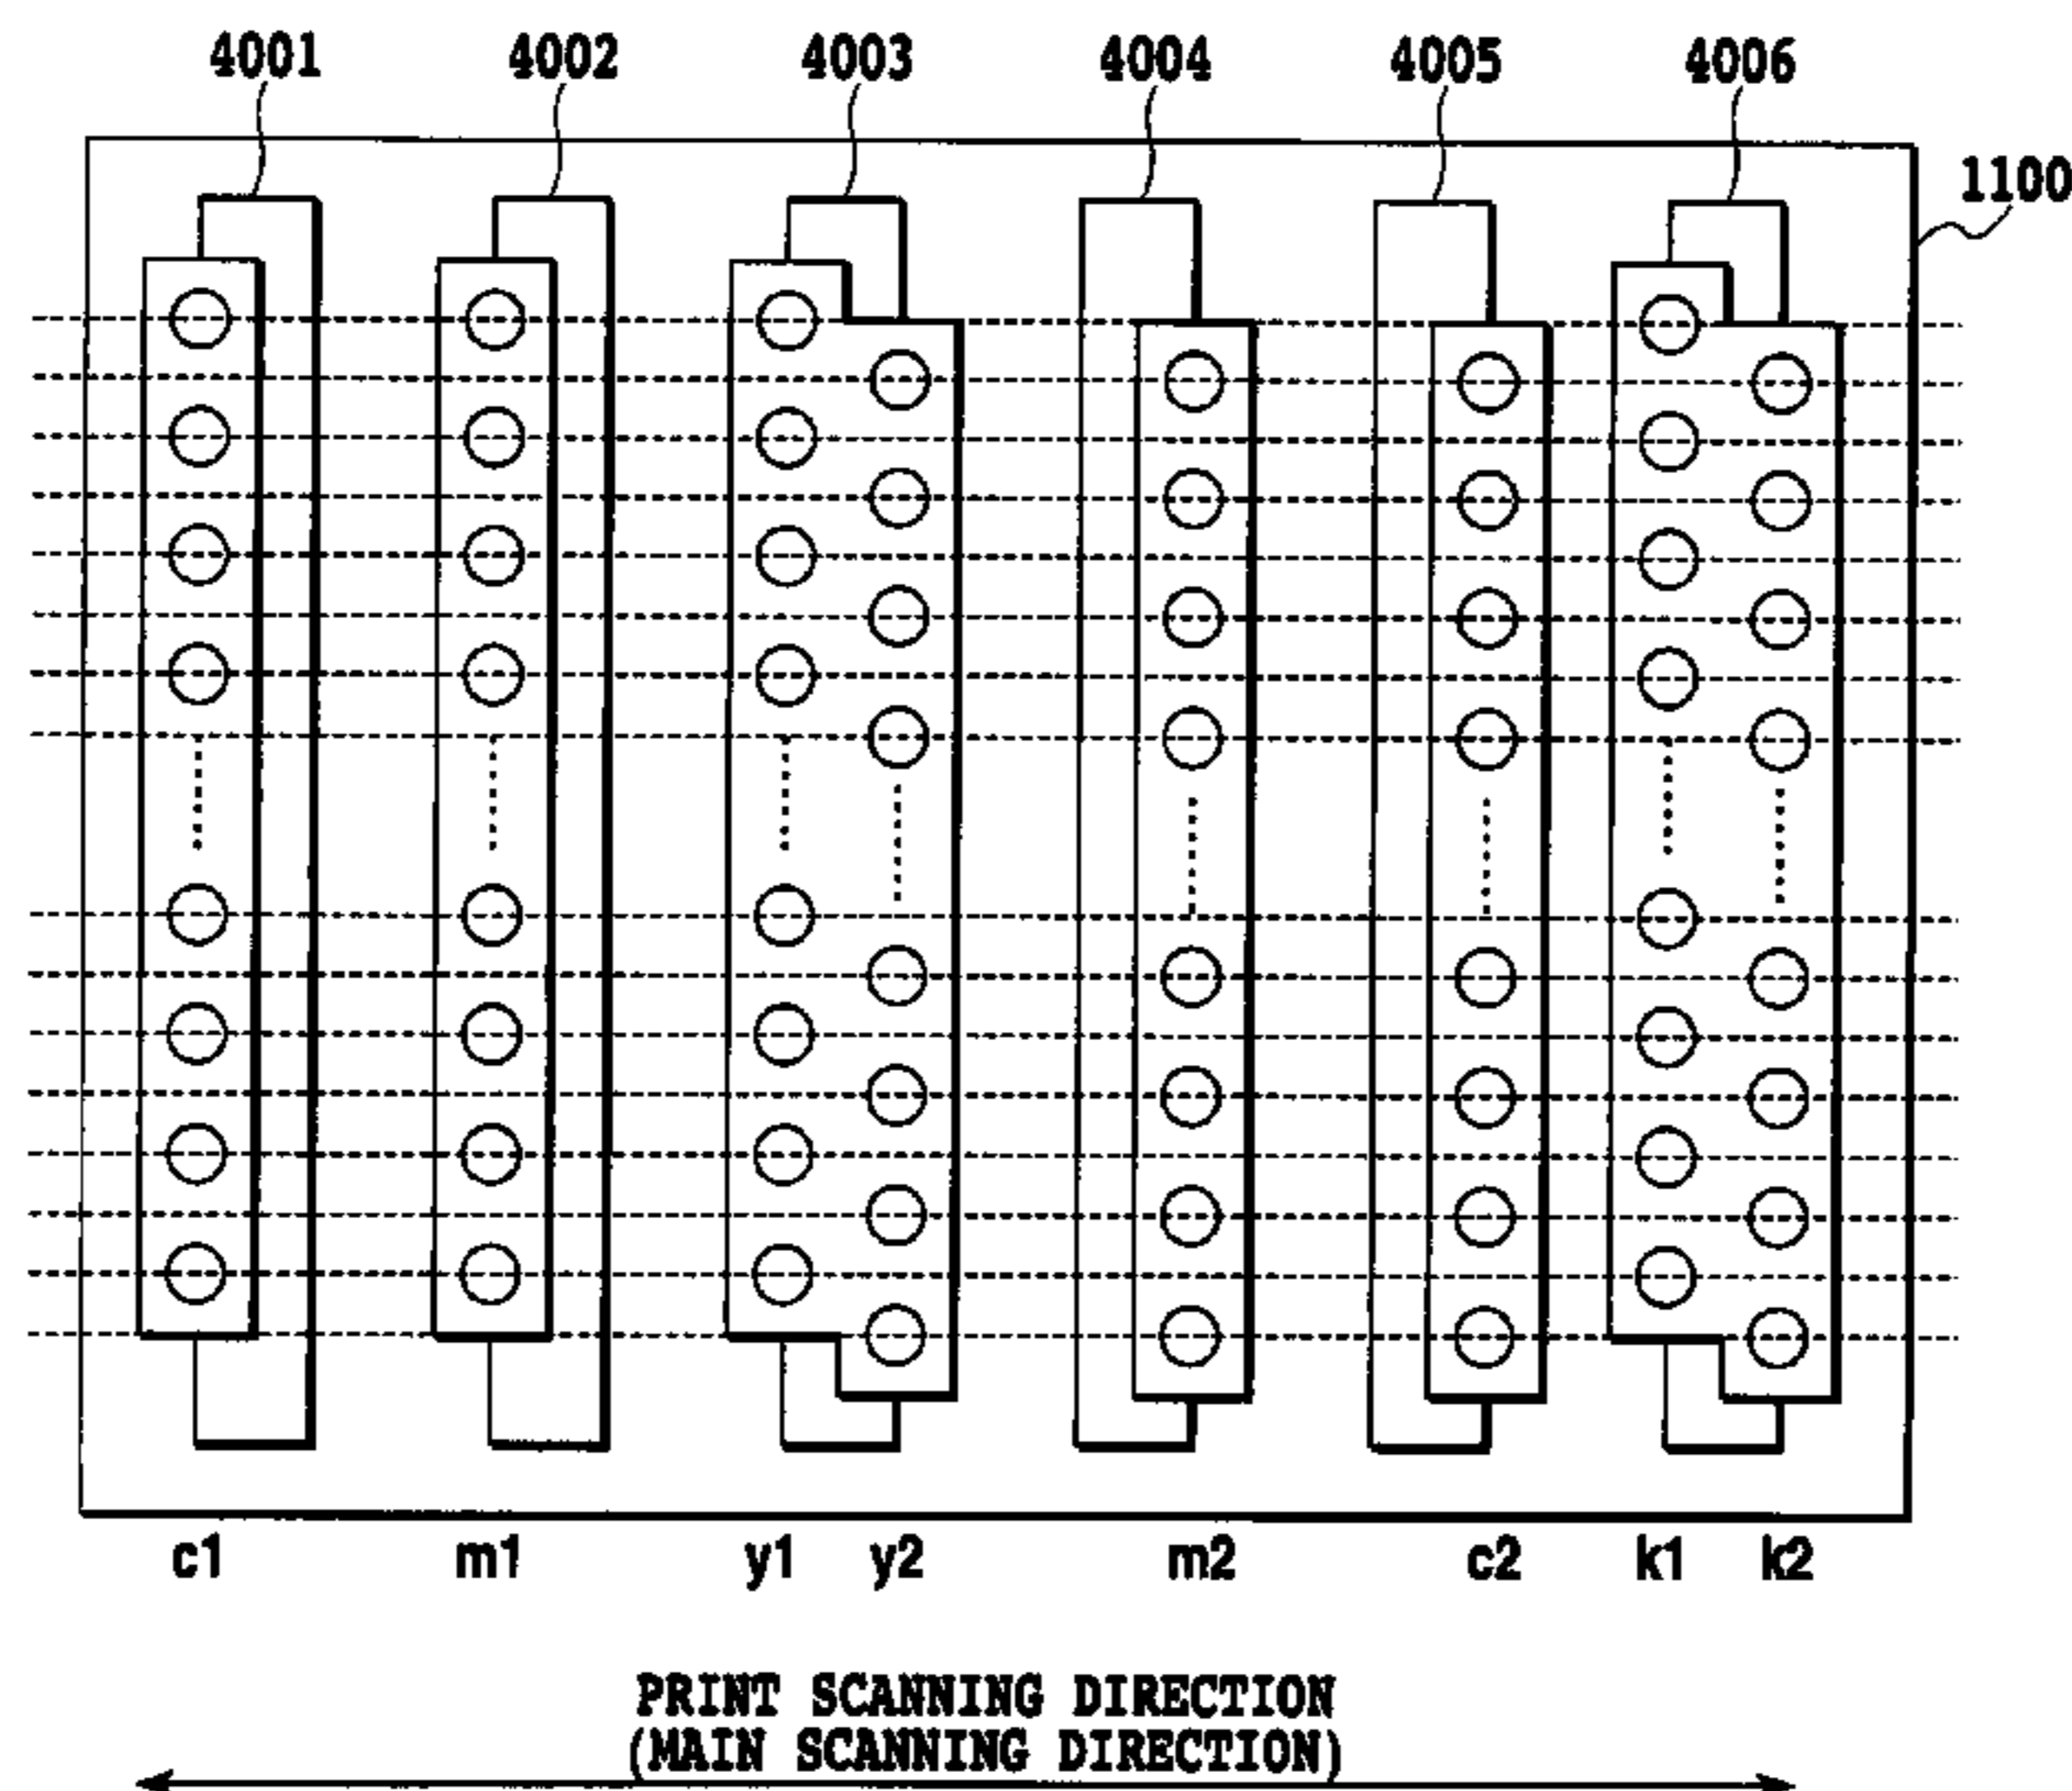 4001 4002 4003 4004 4005 4006
1100
c1 m1 y1 y2 m2 c2 k1 k2
PRINT SCANNING DIRECTION
(MAIN SCANNING DIRECTION)